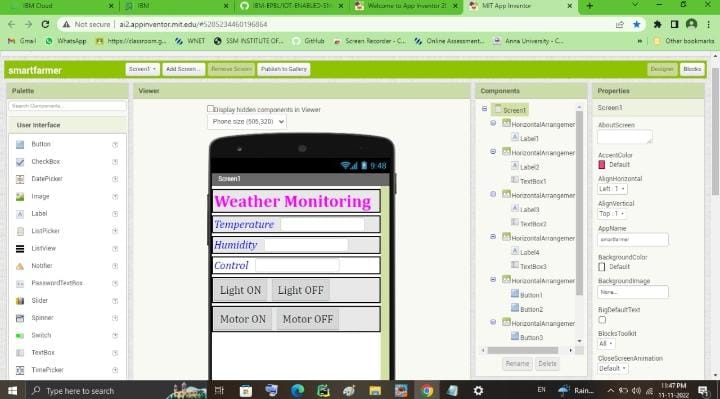 IBM Cloud
IBM
IBM-EPBL/IOT-ENABLED-SM
Welcome to App Inventor 2
MIT App Inventor
Not secure | ai2.appinventor.mit.edu/#5205234460196864
Gmail
WhatsApp
https://classroom.g...
WNET
SSM INSTITUTE OF...
GitHub
Screen Recorder - C...
Online Assessment...
Anna University - C...
»
Other bookmarks
smartfarmer
Screen1
Add Screen...
Remove Screen
Publish to Gallery
Designer
Blocks
Palette
Search Components...
User Interface
Button
CheckBox
DatePicker
Image
Label
ListPicker
ListView
Notifier
PasswordTextBox
Slider
Spinner
Switch
TextBox
TimePicker
Viewer
Display hidden components in Viewer
Phone size (505,320)
9:48
Screen1
Weather Monitoring
Temperature
Humidity
Control
Light ON
Light OFF
Motor ON
Motor OFF
Components
Screen1
HorizontalArrangemen
Label1
HorizontalArrangemen
Label2
TextBox1
HorizontalArrangemen
Label3
TextBox2
HorizontalArrangemen
Label4
TextBox3
HorizontalArrangemen
Button1
Button2
HorizontalArrangemen
Button3
Rename
Delete
Properties
Screen1
AboutScreen
AccentColor
Default
AlignHorizontal
Left : 1
AlignVertical
Top : 1
AppName
smartfarmer
BackgroundColor
Default
BackgroundImage
None...
BigDefaultText
BlocksToolkit
All
CloseScreenAnimation
Default
Type here to search
EN
Rain...
11:47 PM
11-11-2022